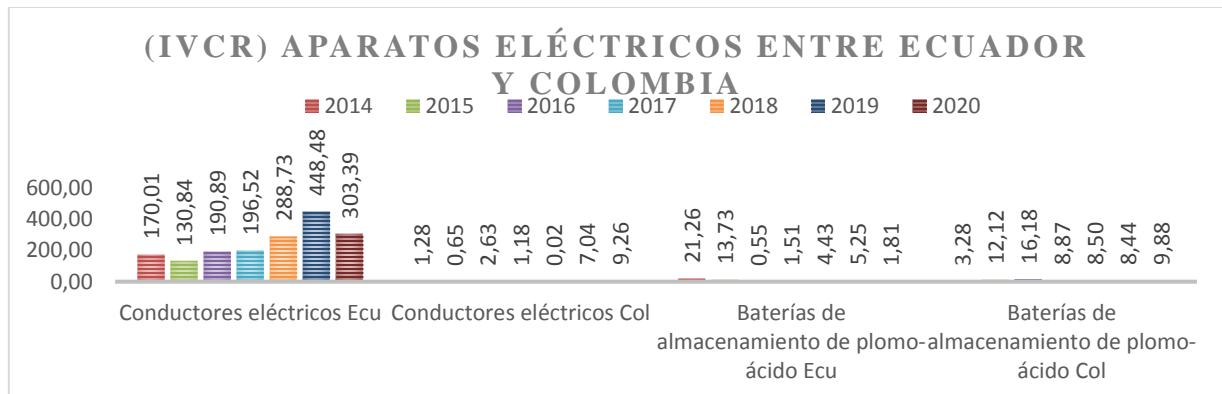 (IVCR) APARATOS ELÉCTRICOS ENTRE ECUADOR
Y COLOMBIA
2014 2015 2016 2017 2018 2019 2020
600,00
400,00
200,00
0,00
170,01
130,84
190,89
196,52
288,73
448,48
303,39
1,28
0,65
2,63
1,18
0,02
7,04
9,26
21,26
13,73
0,55
1,51
4,43
5,25
1,81
3,28
12,12
16,18
8,87
8,50
8,44
9,88
Conductores eléctricos Ecu
Conductores eléctricos Col
Baterías de
almacenamiento de plomo-
ácido Ecu
Baterías de
almacenamiento de plomo-
ácido Col